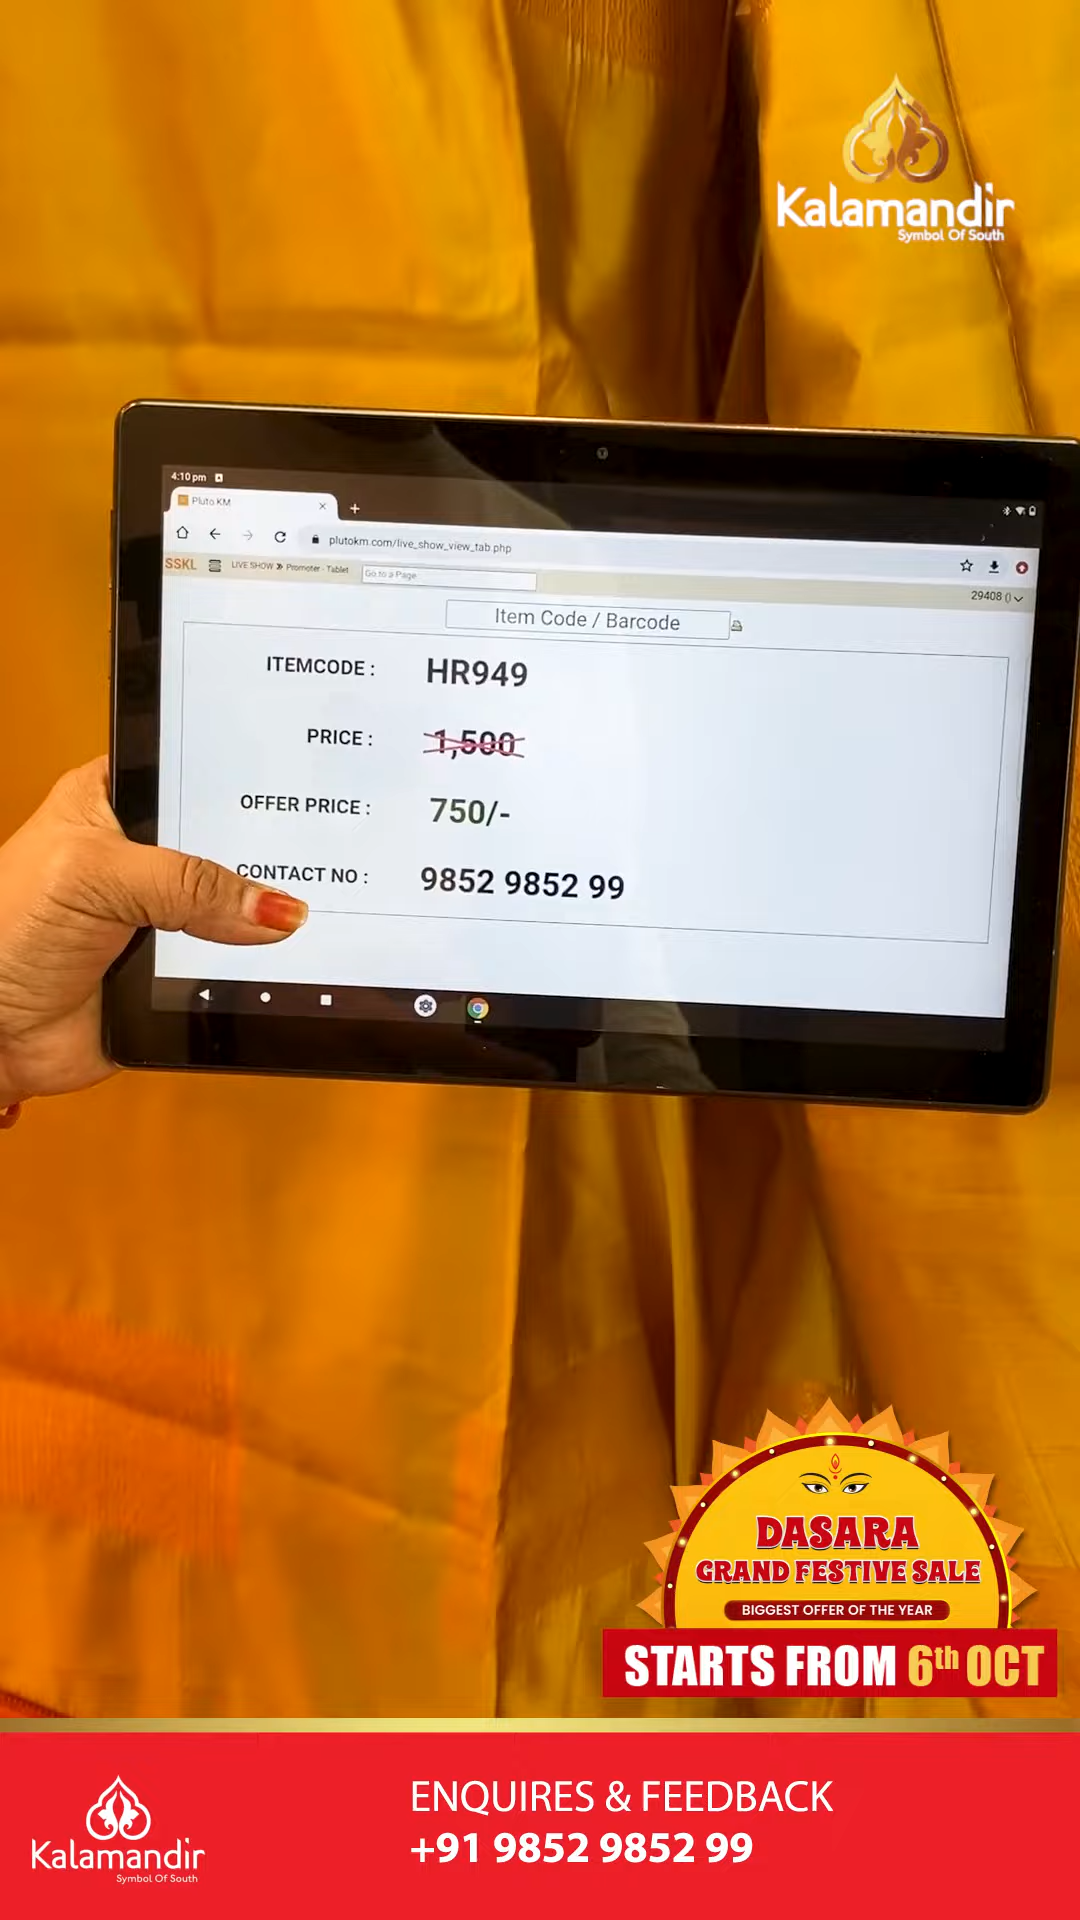 Kalamandir
Symbol Of South
4:10 pm
Pluto KM
plutokm.com/live_show_view_tab.php
SSKL
LIVE SHOW » Promoter - Tablet
Go to a Page
29408 ()
Item Code / Barcode
ITEMCODE : HR949
PRICE : 1,500
OFFER PRICE : 750/-
CONTACT NO : 9852 9852 99
DASARA
GRAND FESTIVE SALE
BIGGEST OFFER OF THE YEAR
STARTS FROM 6th OCT
Kalamandir
Symbol Of South
ENQUIRES & FEEDBACK
+91 9852 9852 99